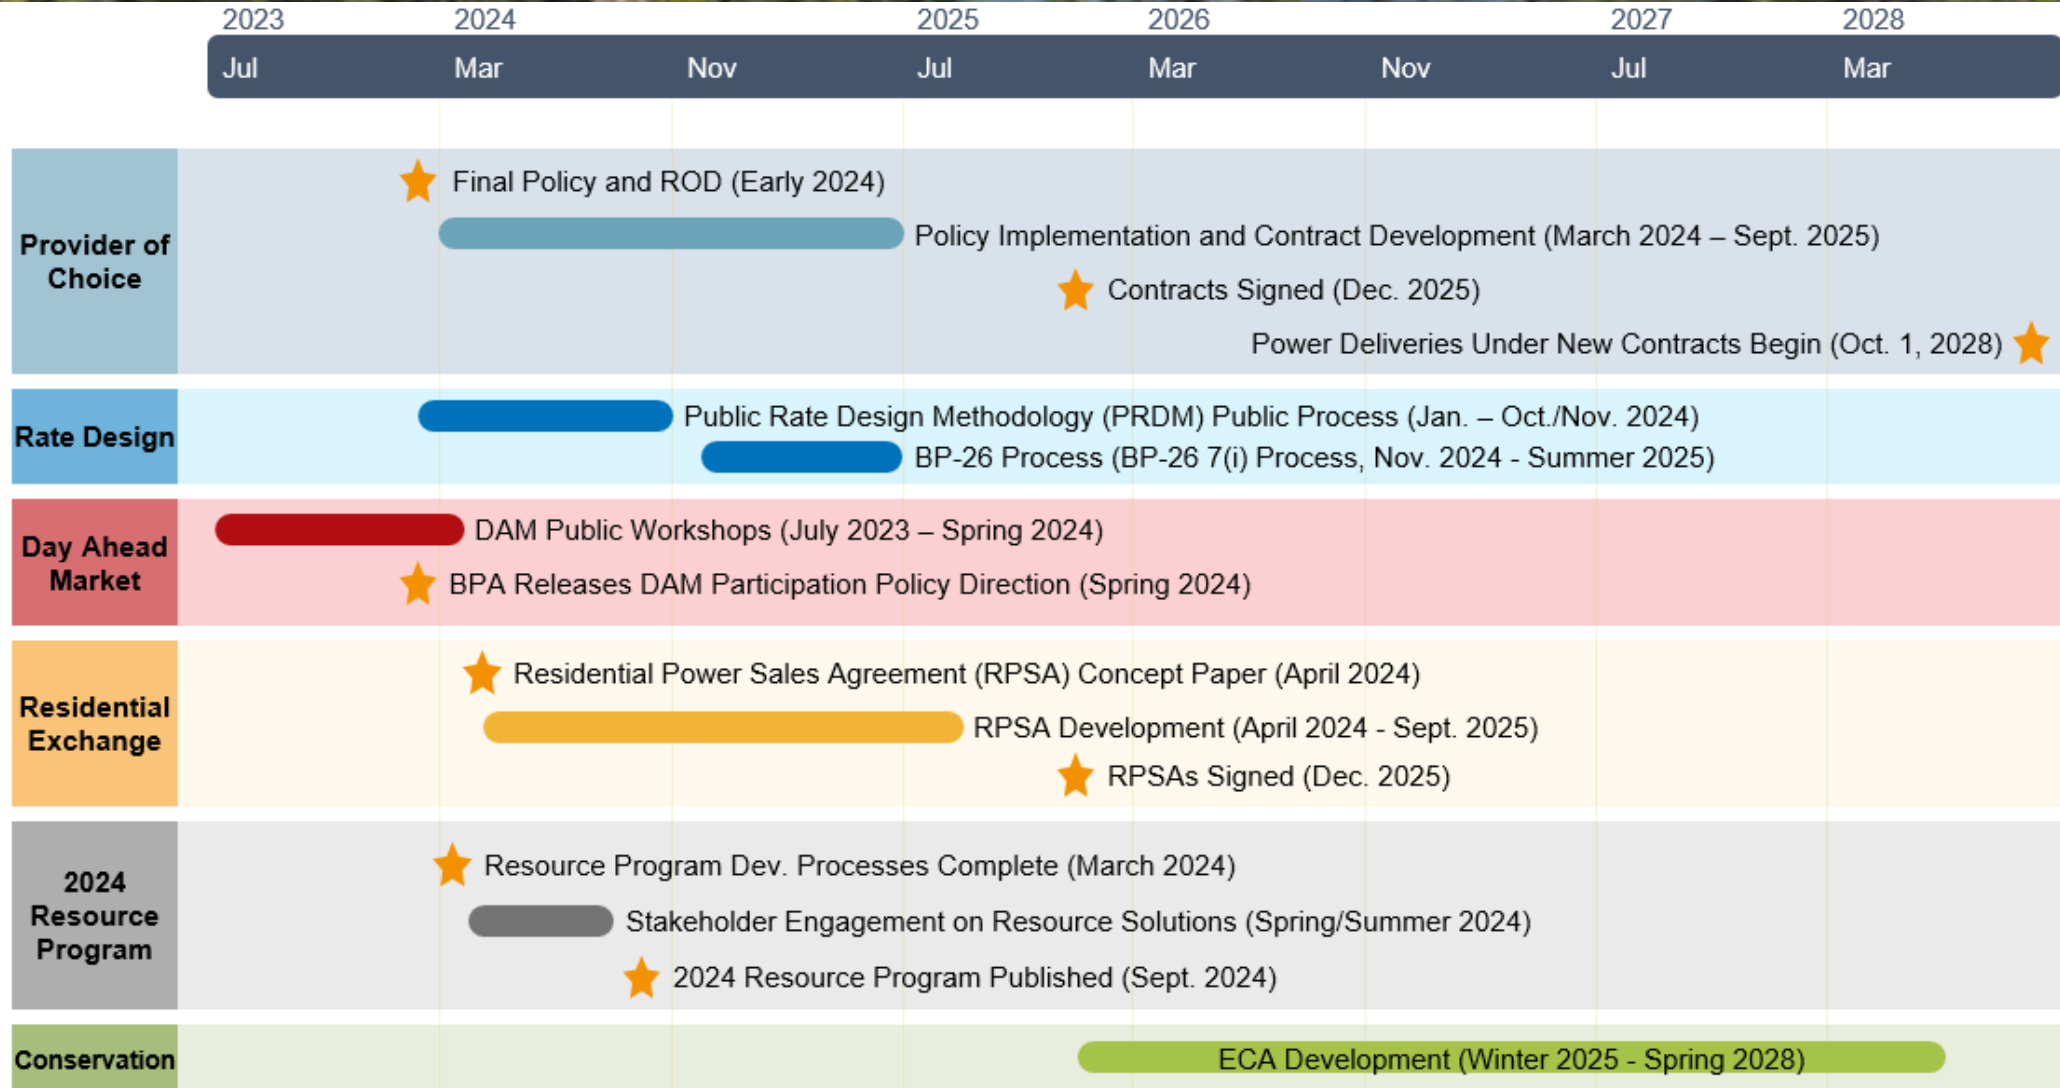 2023 2024 2025 2026 2027 2028
Jul Mar Nov Jul Mar Nov Jul Mar
Provider of
Choice
Final Policy and ROD (Early 2024)
Policy Implementation and Contract Development (March 2024 – Sept. 2025)
Contracts Signed (Dec. 2025)
Power Deliveries Under New Contracts Begin (Oct. 1, 2028)
Rate Design
Public Rate Design Methodology (PRDM) Public Process (Jan. – Oct./Nov. 2024)
BP-26 Process (BP-26 7(i) Process, Nov. 2024 - Summer 2025)
Day Ahead
Market
DAM Public Workshops (July 2023 – Spring 2024)
BPA Releases DAM Participation Policy Direction (Spring 2024)
Residential
Exchange
Residential Power Sales Agreement (RPSA) Concept Paper (April 2024)
RPSA Development (April 2024 - Sept. 2025)
RPSAs Signed (Dec. 2025)
2024
Resource
Program
Resource Program Dev. Processes Complete (March 2024)
Stakeholder Engagement on Resource Solutions (Spring/Summer 2024)
2024 Resource Program Published (Sept. 2024)
Conservation
ECA Development (Winter 2025 - Spring 2028)